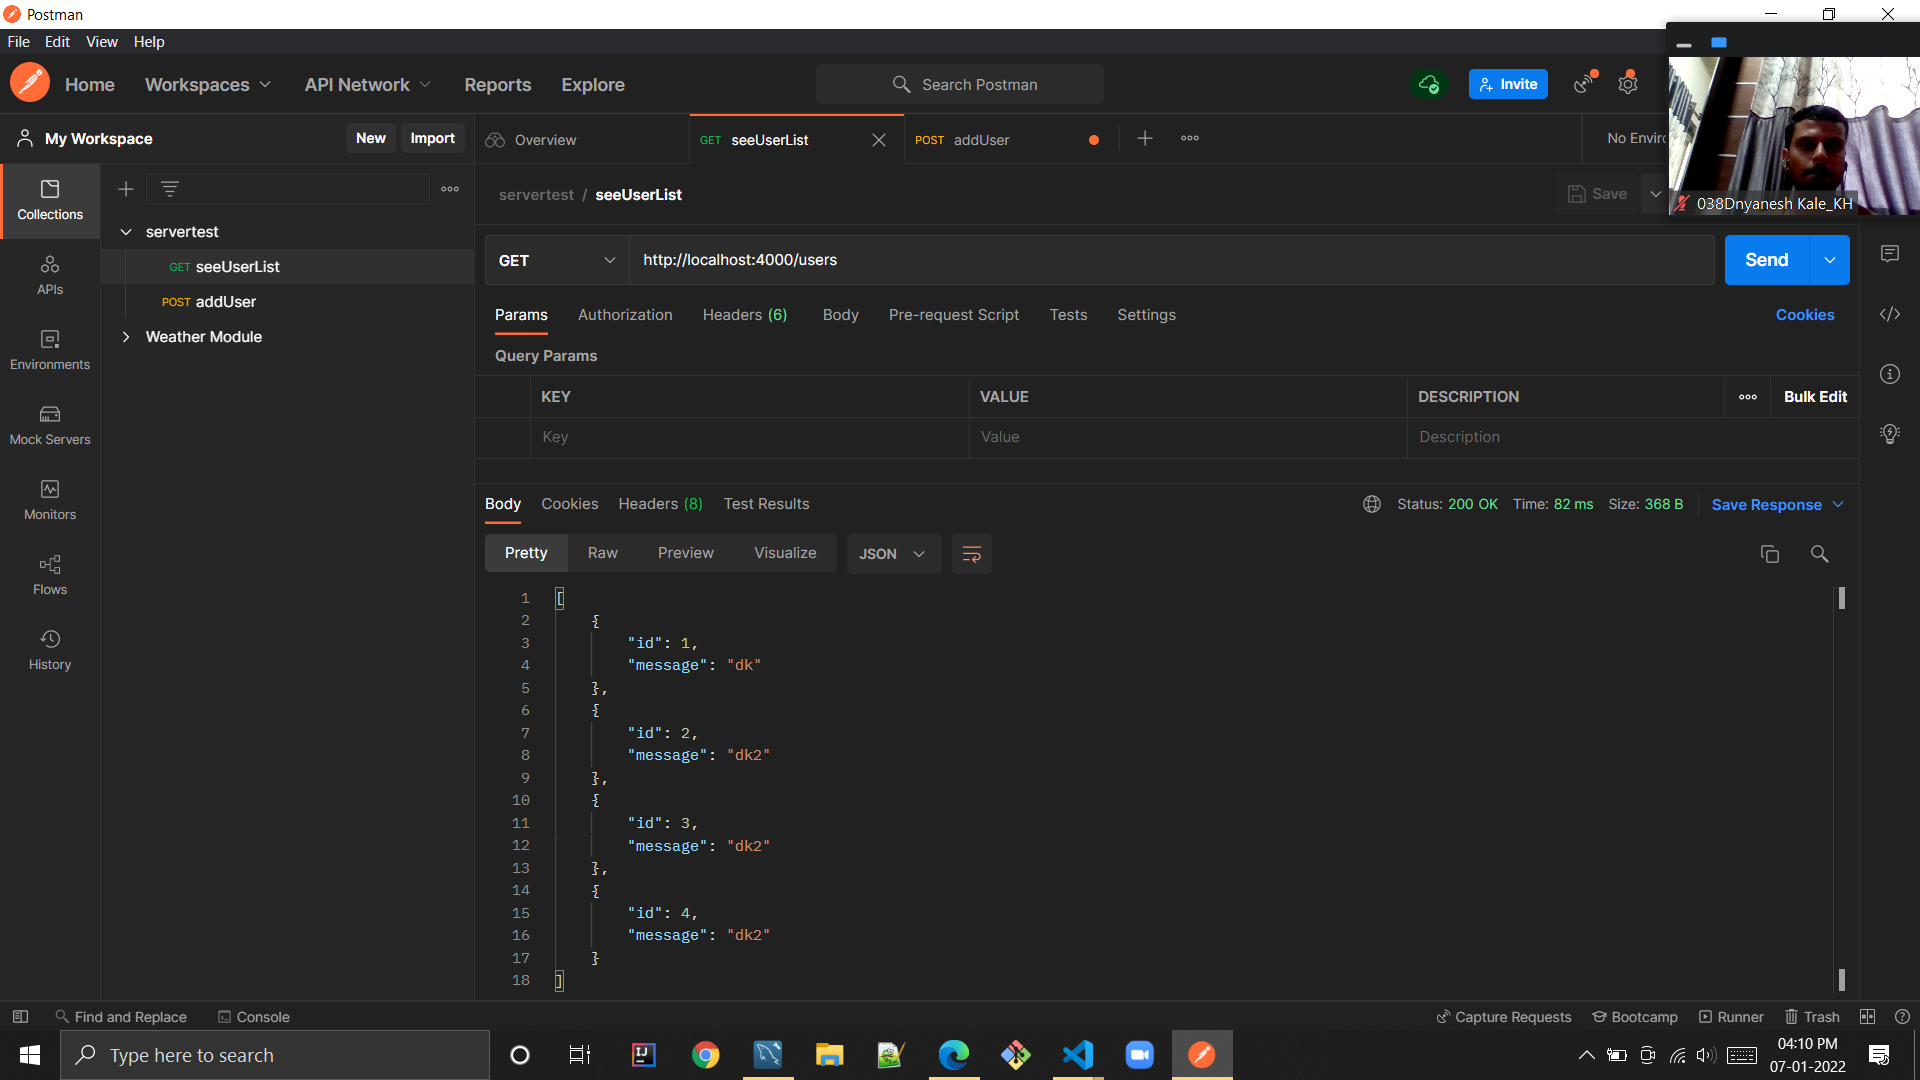 Postman
File Edit View Help
Home Workspaces API Network Reports Explore Search Postman Invite
My Workspace New Import Overview GET seeUserList POST addUser No Enviro
servertest / seeUserList Save
038Dnyanesh Kale_KH
Collections
servertest
GET seeUserList
POST addUser
Weather Module
APIs
Environments
Mock Servers
Monitors
Flows
History
GET http://localhost:4000/users Send
Params Authorization Headers (6) Body Pre-request Script Tests Settings Cookies
Query Params
KEY VALUE DESCRIPTION Bulk Edit
Key Value Description
Body Cookies Headers (8) Test Results Status: 200 OK Time: 82 ms Size: 368 B Save Response
Pretty Raw Preview Visualize JSON
1 [
2 {
3 "id": 1,
4 "message": "dk"
5 },
6 {
7 "id": 2,
8 "message": "dk2"
9 },
10 {
11 "id": 3,
12 "message": "dk2"
13 },
14 {
15 "id": 4,
16 "message": "dk2"
17 }
18 ]
Find and Replace Console Capture Requests Bootcamp Runner Trash
Type here to search
04:10 PM
07-01-2022